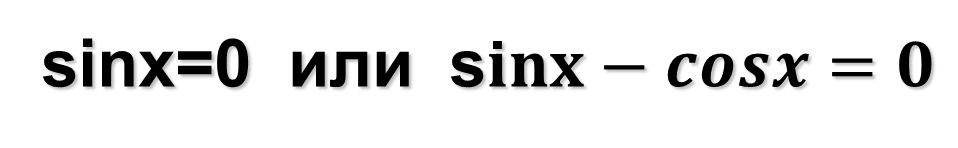 sinx=0 или sinx − cosx = 0